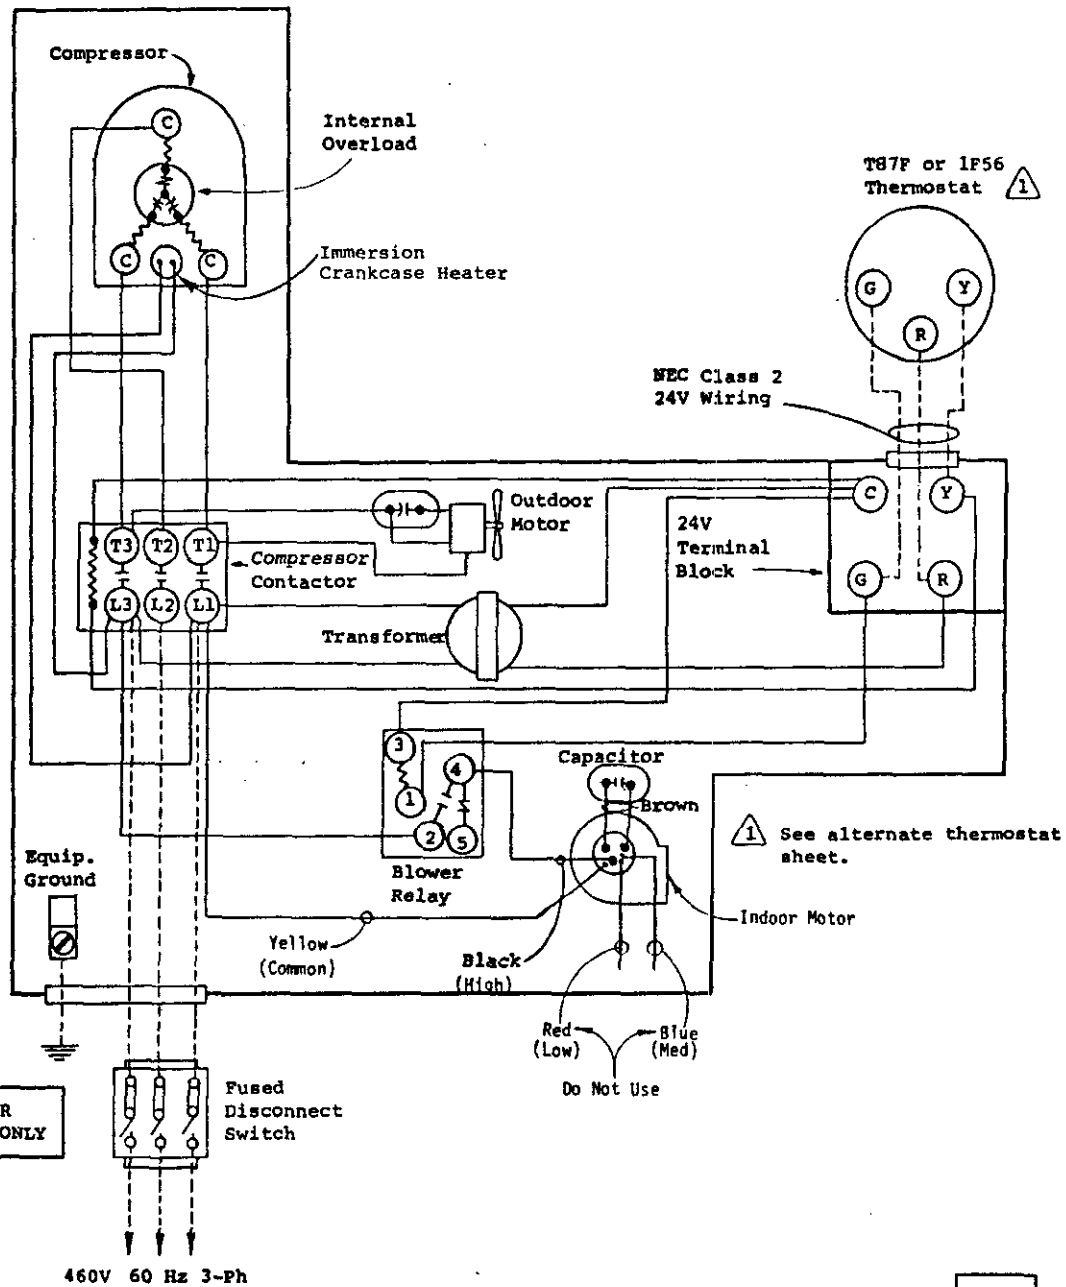 Compressor
C
Internal
Overload
C
C
Immersion
Crankcase Heater
T87F or 1F56
Thermostat 1
G
Y
R
NEC Class 2
24V Wiring
C
Y
24V
Terminal
Block
G
R
Outdoor
Motor
T3 T2 T1
Compressor
Contactor
L3 L2 L1
Transformer
3
4
1
2
5
Blower
Relay
Capacitor
Brown
1 See alternate thermostat
sheet.
Equip.
Ground
Indoor Motor
Yellow
(Common)
Black
(High)
Red
(Low)
Blue
(Med)
Do Not Use
R
ONLY
Fused
Disconnect
Switch
460V 60 Hz 3-Ph